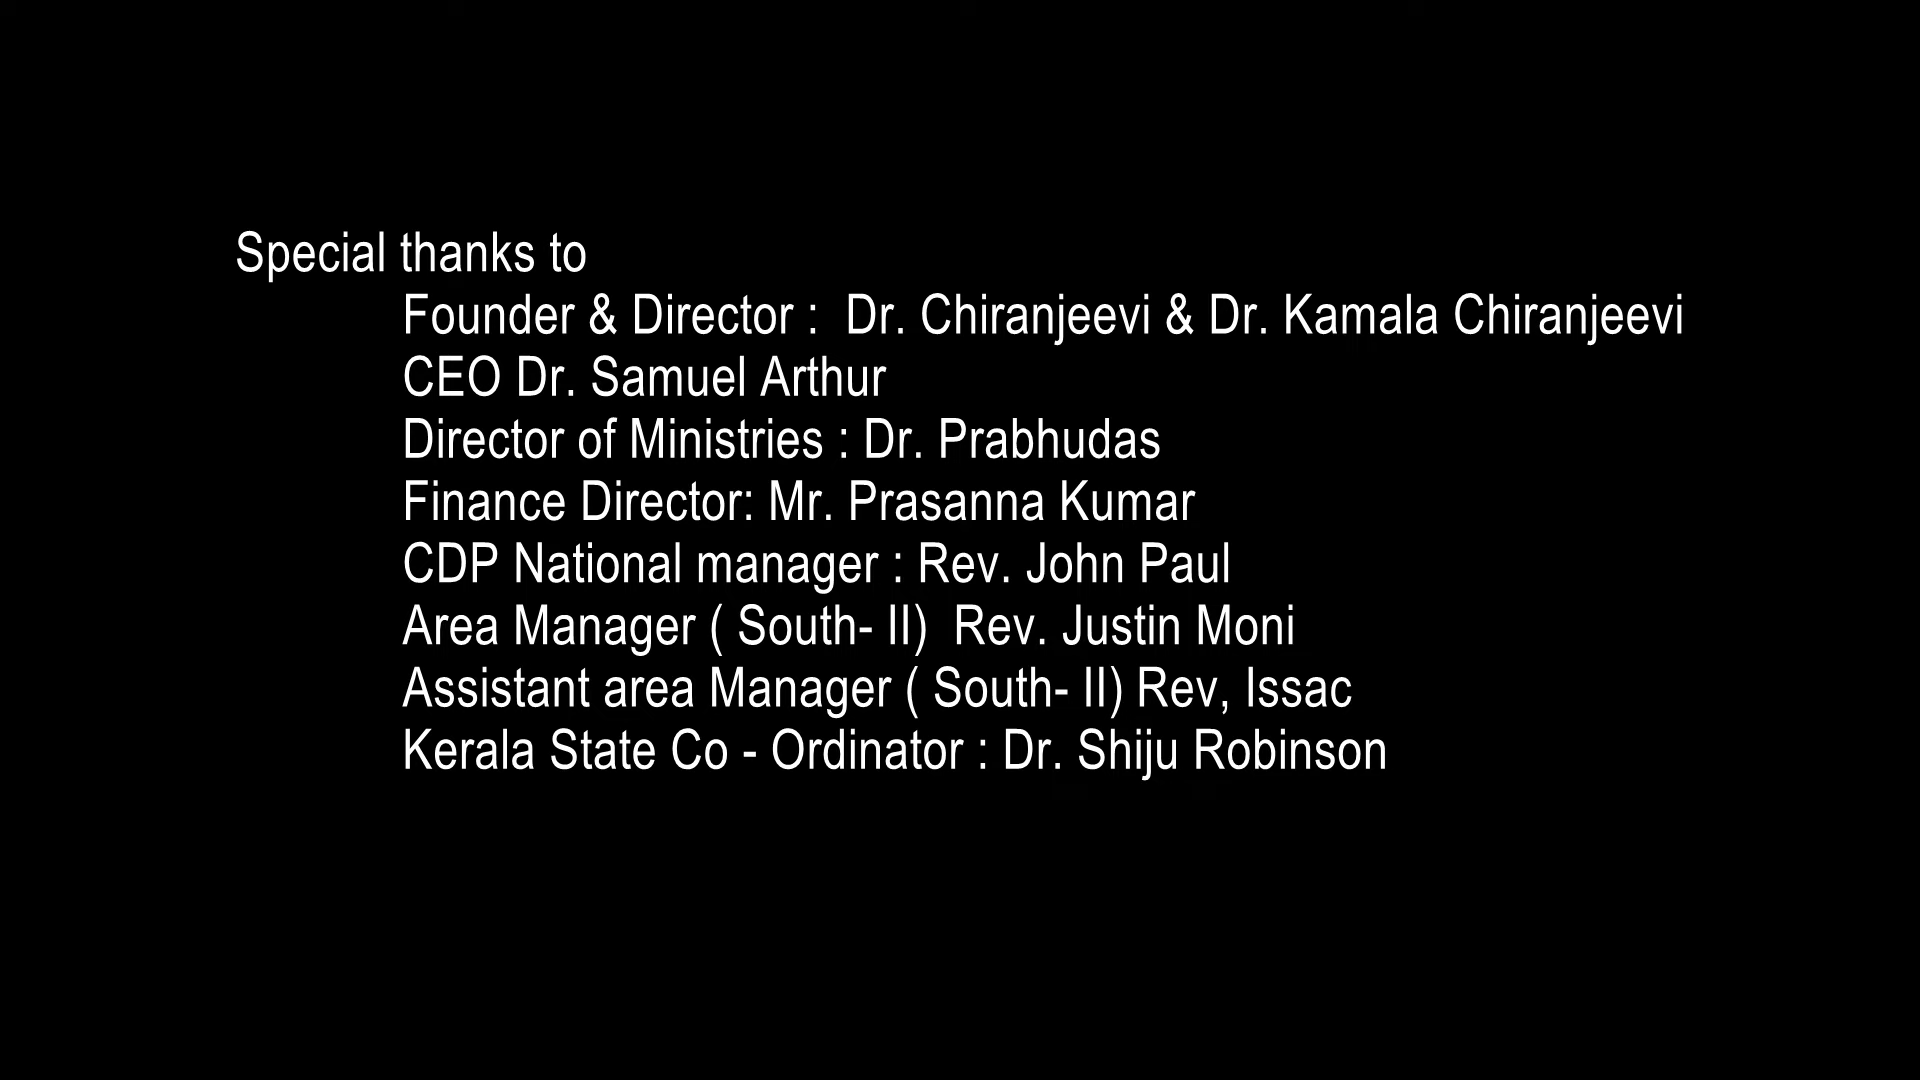 Special thanks to
Founder & Director :  Dr. Chiranjeevi & Dr. Kamala Chiranjeevi
CEO Dr. Samuel Arthur
Director of Ministries : Dr. Prabhudas
Finance Director: Mr. Prasanna Kumar
CDP National manager : Rev. John Paul
Area Manager ( South- II)  Rev. Justin Moni
Assistant area Manager ( South- II) Rev, Issac
Kerala State Co - Ordinator : Dr. Shiju Robinson